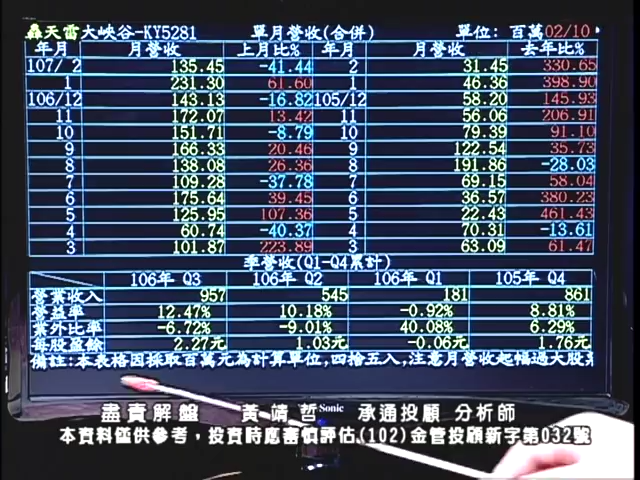 轟天雷大峽谷-KY5281 單月營收(合併) 單位: 百萬02/10
年月 月營收 上月比% 年月 月營收 去年比%
107/ 2 135.45 -41.44 2 31.45 330.65
1 231.30 61.60 1 46.36 398.90
106/12 143.13 -16.82 105/12 58.20 145.93
11 172.07 13.42 11 56.06 206.91
10 151.71 -8.79 10 79.39 91.10
9 166.33 20.46 9 122.54 35.73
8 138.08 26.36 8 191.86 -28.03
7 109.28 -37.78 7 69.15 58.04
6 175.64 39.45 6 36.57 380.23
5 125.95 107.36 5 22.43 461.43
4 60.74 -40.37 4 70.31 -13.61
3 101.87 223.89 3 63.09 61.47
季營收(Q1-Q4累計)
106年 Q3 106年 Q2 106年 Q1 105年 Q4
營業收入 957 545 181 861
營益率 12.47% 10.18% -0.92% 8.81%
業外比率 -6.72% -9.01% 40.08% 6.29%
每股盈餘 2.27元 1.03元 -0.06元 1.76元
備註:本表格因採取百萬元為計算單位,四捨五入,注意月營收起幅過大股
盡責解盤 黃靖哲 Sonic 承通投顧 分析師
本資料僅供參考，投資時應審慎評估(102)金管投顧新字第032號